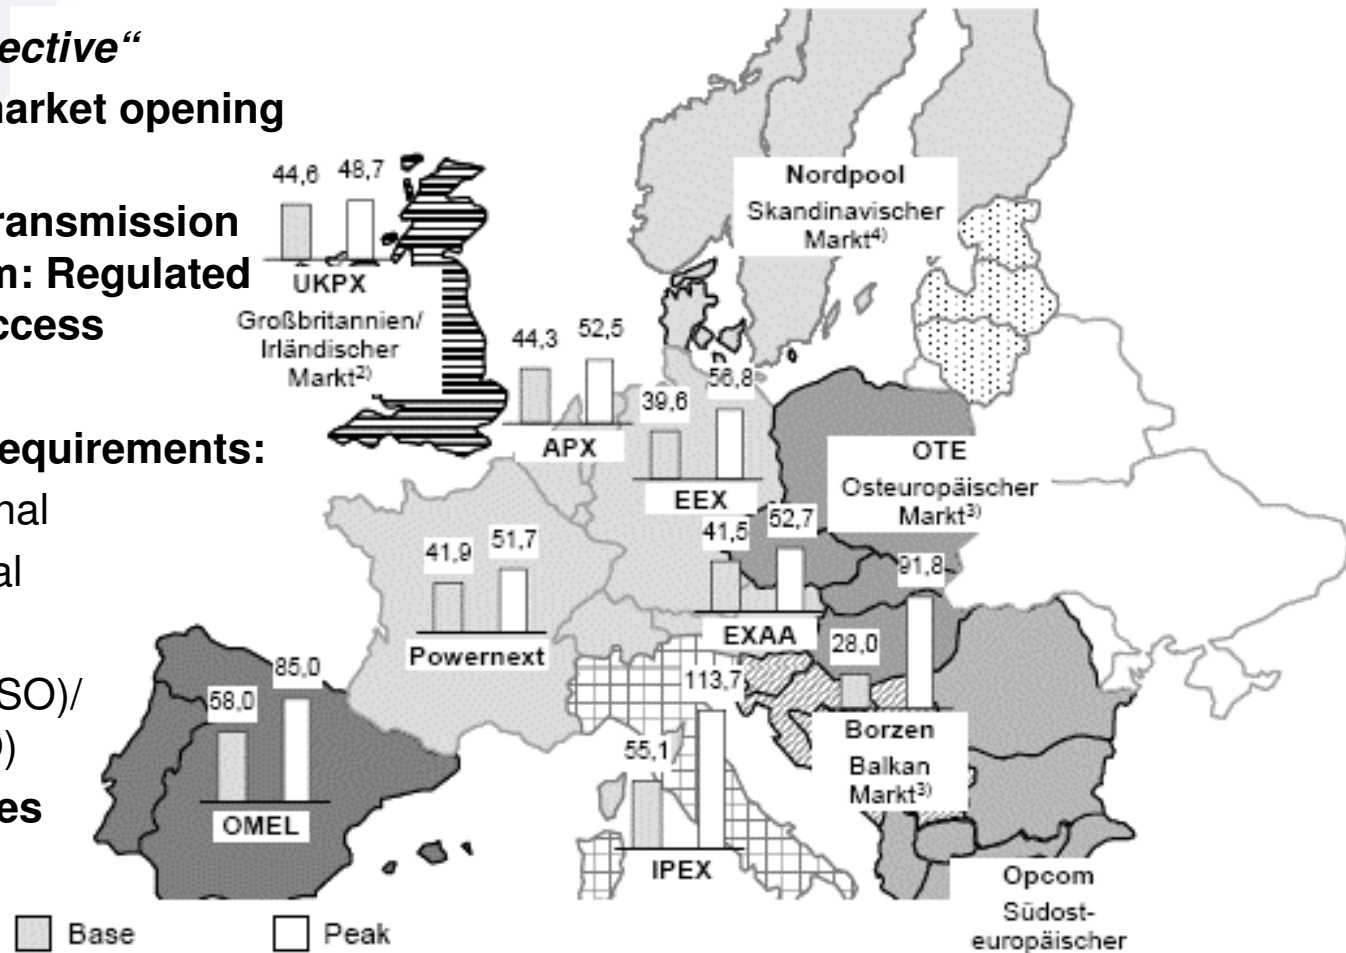 ective“
narket opening
ransmission
m: Regulated
ccess
equirements:
nal
al
SO)/
)
es
44,6
48,7
UKPX
Großbritannien/
Irländischer
Markt2)
Nordpool
Skandinavischer
Markt4)
44,3
52,5
APX
39,6
56,8
EEX
OTE
Osteuropäischer
Markt3)
41,9
51,7
Powernext
41,5
52,7
EXAA
28,0
91,8
Borzen
Balkan
Markt3)
58,0
85,0
OMEL
55,1
113,7
IPEX
Opcom
Südost-
europäischer
Base
Peak